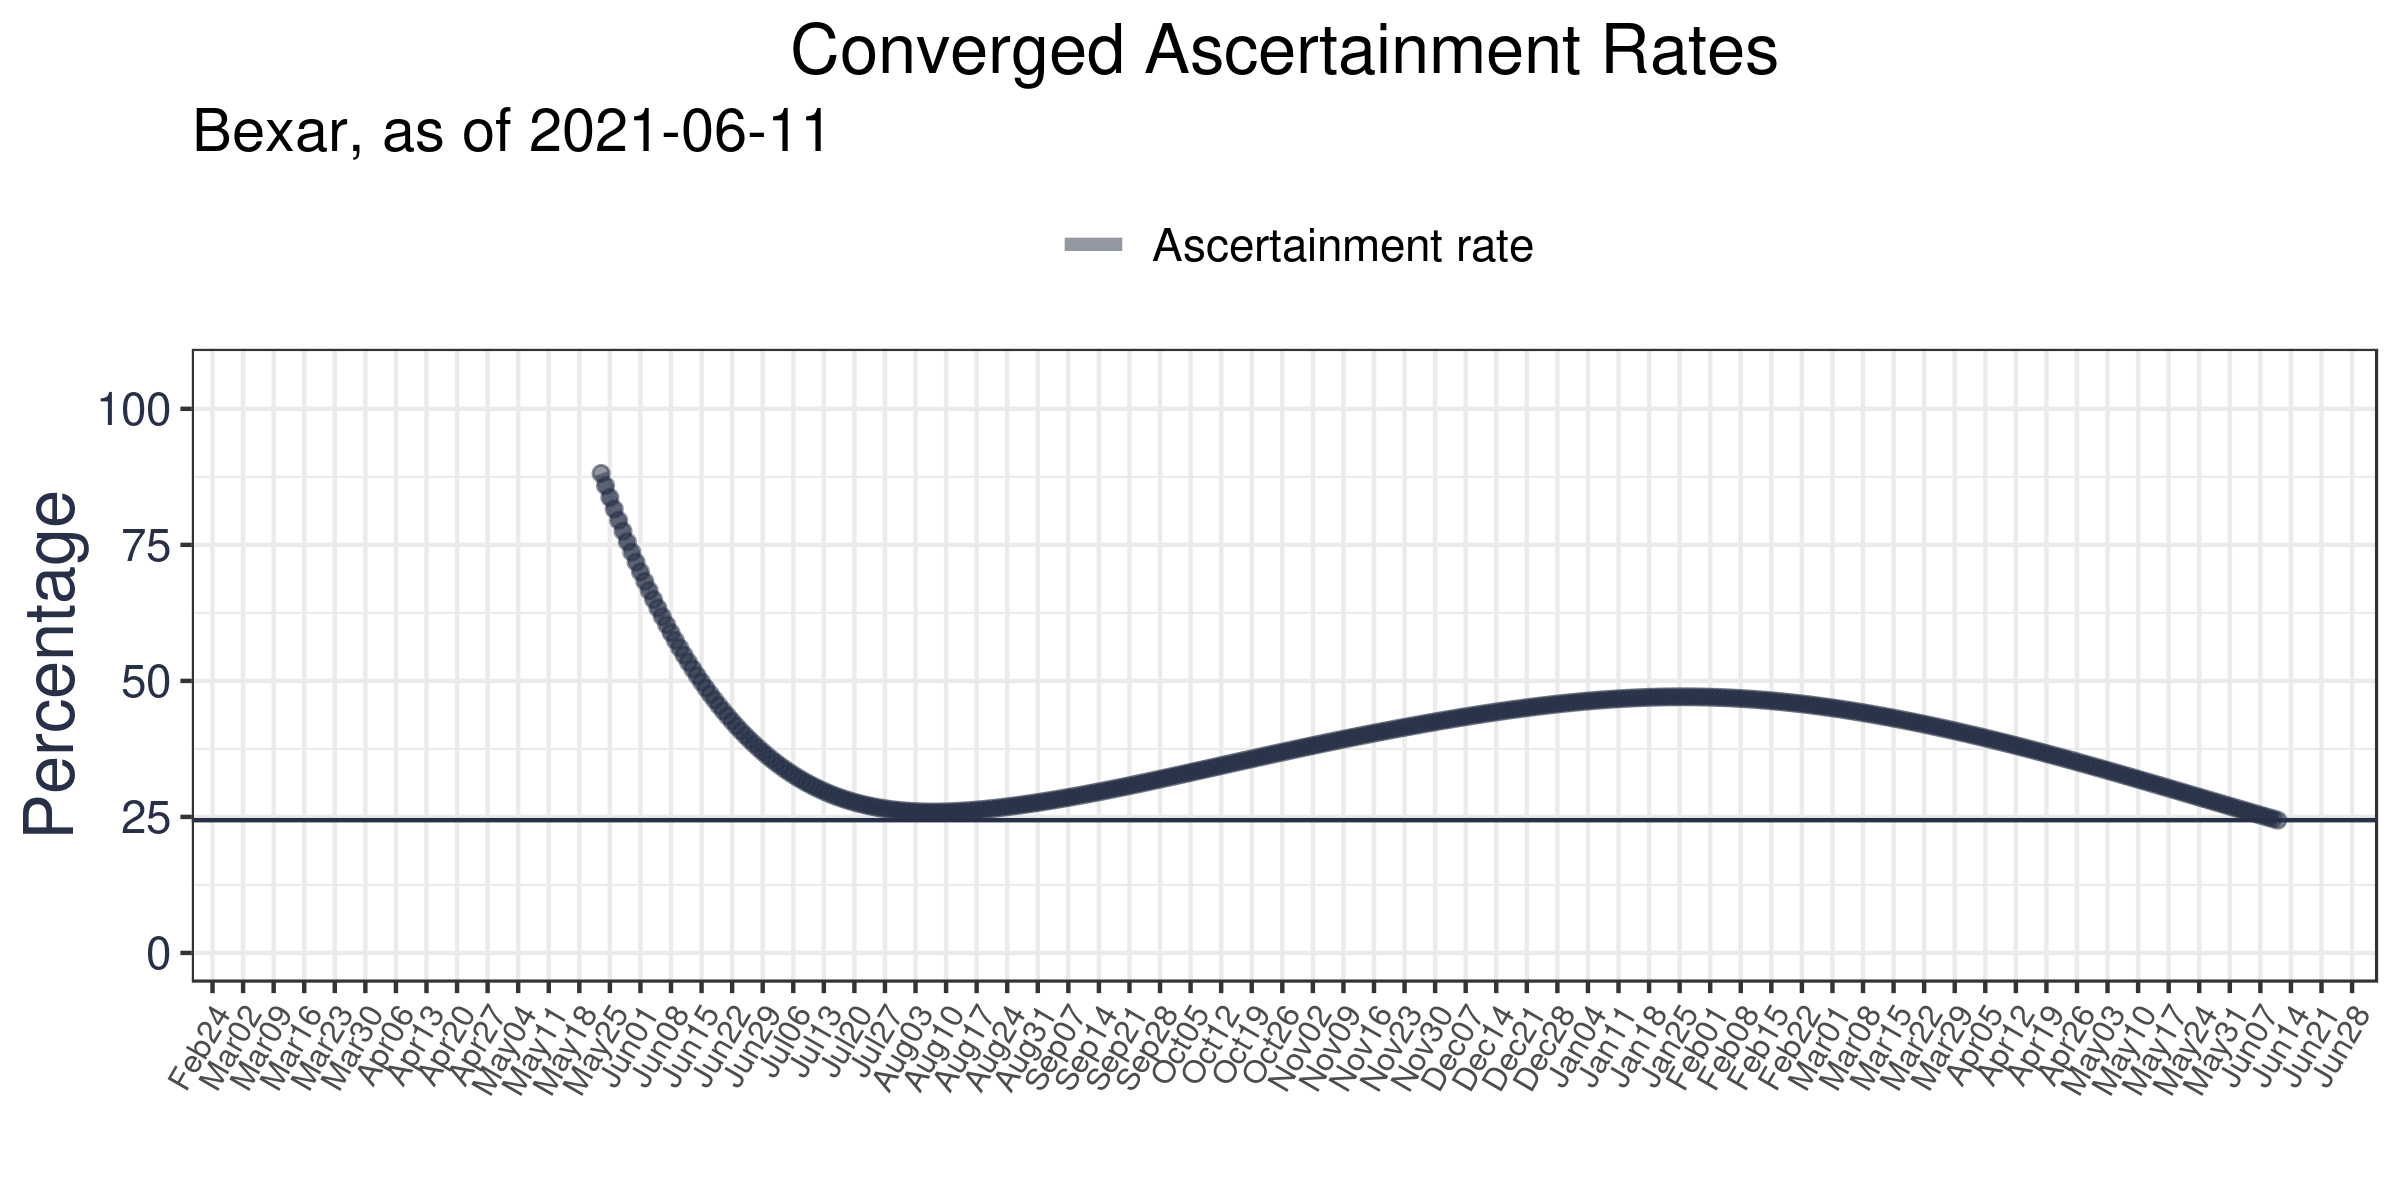 Converged Ascertainment Rates
Bexar, as of 2021-06-11
Ascertainment rate
Percentage
100
75
50
25
0
Feb24 Mar02 Mar09 Mar16 Mar23 Mar30 Apr06 Apr13 Apr20 Apr27 May04 May11 May18 May25 Jun01 Jun08 Jun15 Jun22 Jun29 Jul06 Jul13 Jul20 Jul27 Aug03 Aug10 Aug17 Aug24 Aug31 Sep07 Sep14 Sep21 Sep28 Oct05 Oct12 Oct19 Oct26 Nov02 Nov09 Nov16 Nov23 Nov30 Dec07 Dec14 Dec21 Dec28 Jan04 Jan11 Jan18 Jan25 Feb01 Feb08 Feb15 Feb22 Mar01 Mar08 Mar15 Mar22 Mar29 Apr05 Apr12 Apr19 Apr26 May03 May10 May17 May24 May31 Jun07 Jun14 Jun21 Jun28